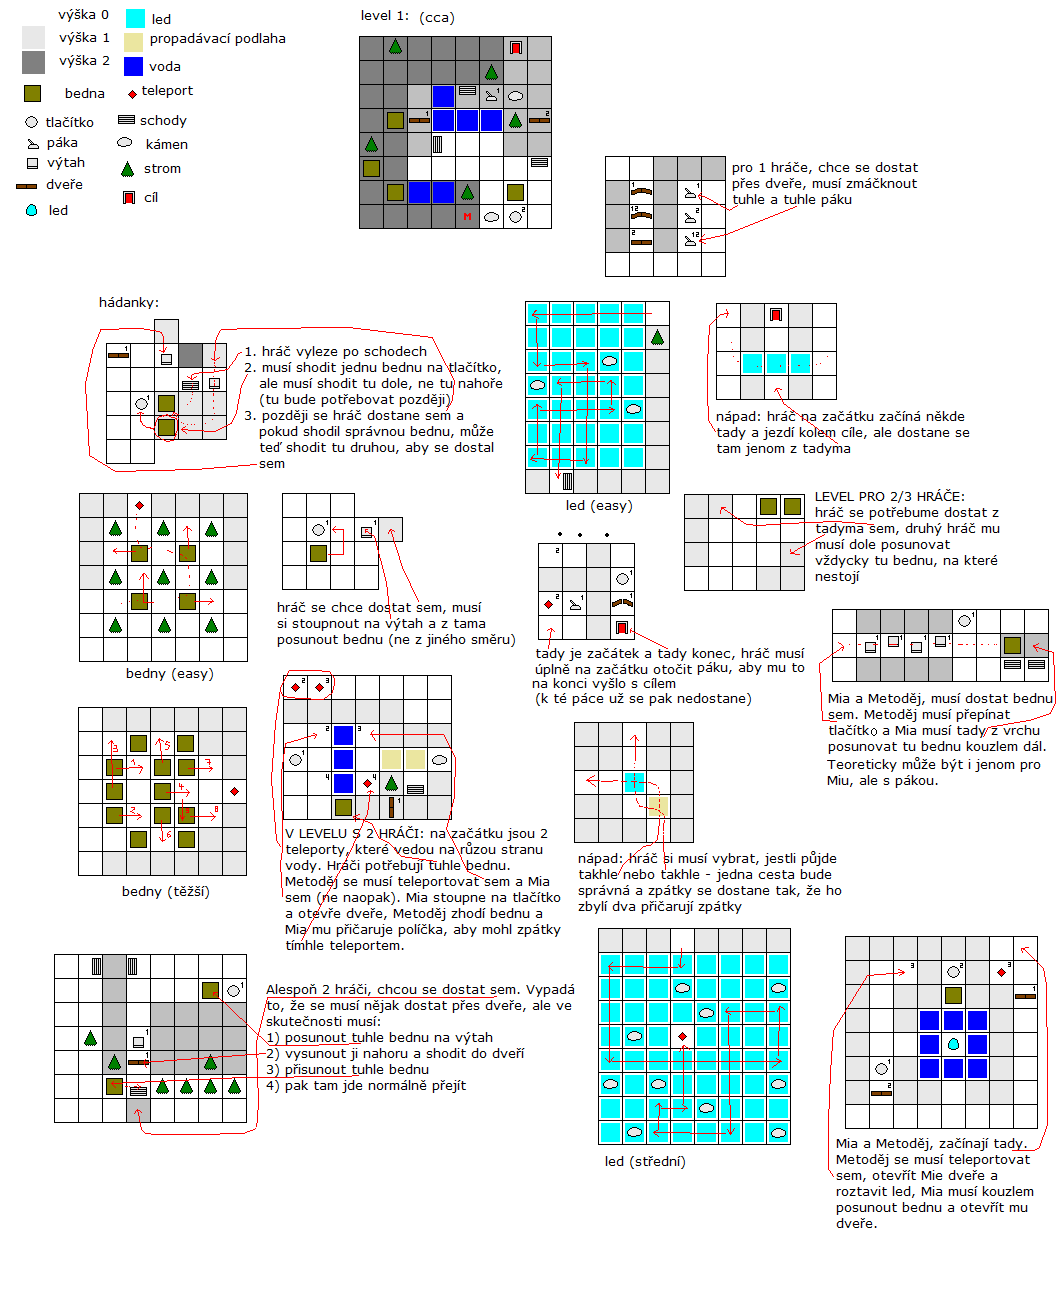 výška 0
výška 1
výška 2
bedna
tlačítko
páka
výtah
dveře
led
led
propadávací podlaha
voda
teleport
schody
kámen
strom
cíl
level 1: (cca)
M
pro 1 hráče, chce se dostat
přes dveře, musí zmáčknout
tuhle a tuhle páku
hádanky:
1. hráč vyleze po schodech
2. musí shodit jednu bednu na tlačítko,
ale musí shodit tu dole, ne tu nahoře
(tu bude potřebovat později)
3. později se hráč dostane sem a
pokud shodil správnou bednu, může
teď shodit tu druhou, aby se dostal
sem
led (easy)
nápad: hráč na začátku začíná někde
tady a jezdí kolem cíle, ale dostane se
tam jenom z tadyma
bedny (easy)
hráč se chce dostat sem, musí
si stoupnout na výtah a z tama
posunout bednu (ne z jiného směru)
tady je začátek a tady konec, hráč musí
úplně na začátku otočit páku, aby mu to
na konci vyšlo s cílem
(k té páce už se pak nedostane)
LEVEL PRO 2/3 HRÁČE:
hráč se potřebume dostat z
tadyma sem, druhý hráč mu
musí dole posunovat
vždycky tu bednu, na které
nestojí
Mia a Metoděj, musí dostat bednu
sem. Metoděj musí přepínat
tlačítko a Mia musí tady z vrchu
posunovat tu bednu kouzlem dál.
Teoreticky může být i jenom pro
Miu, ale s pákou.
bedny (těžší)
V LEVELU S 2 HRÁČI: na začátku jsou 2
teleporty, které vedou na růzou stranu
vody. Hráči potřebují tuhle bednu.
Metoděj se musí teleportovat sem a Mia
sem (ne naopak). Mia stoupne na tlačítko
a otevře dveře, Metoděj zhodí bednu a
Mia mu přičaruje políčka, aby mohl zpátky
tímhle teleportem.
nápad: hráč si musí vybrat, jestli půjde
takhle nebo takhle - jedna cesta bude
správná a zpátky se dostane tak, že ho
zbylí dva přičarují zpátky
Alespoň 2 hráči, chcou se dostat sem. Vypadá
to, že se musí nějak dostat přes dveře, ale ve
skutečnosti musí:
1) posunout tuhle bednu na výtah
2) vysunout ji nahoru a shodit do dveří
3) přisunout tuhle bednu
4) pak tam jde normálně přejít
led (střední)
Mia a Metoděj, začínají tady.
Metoděj se musí teleportovat
sem, otevřít Mie dveře a
roztavit led, Mia musí kouzlem
posunout bednu a otevřít mu
dveře.